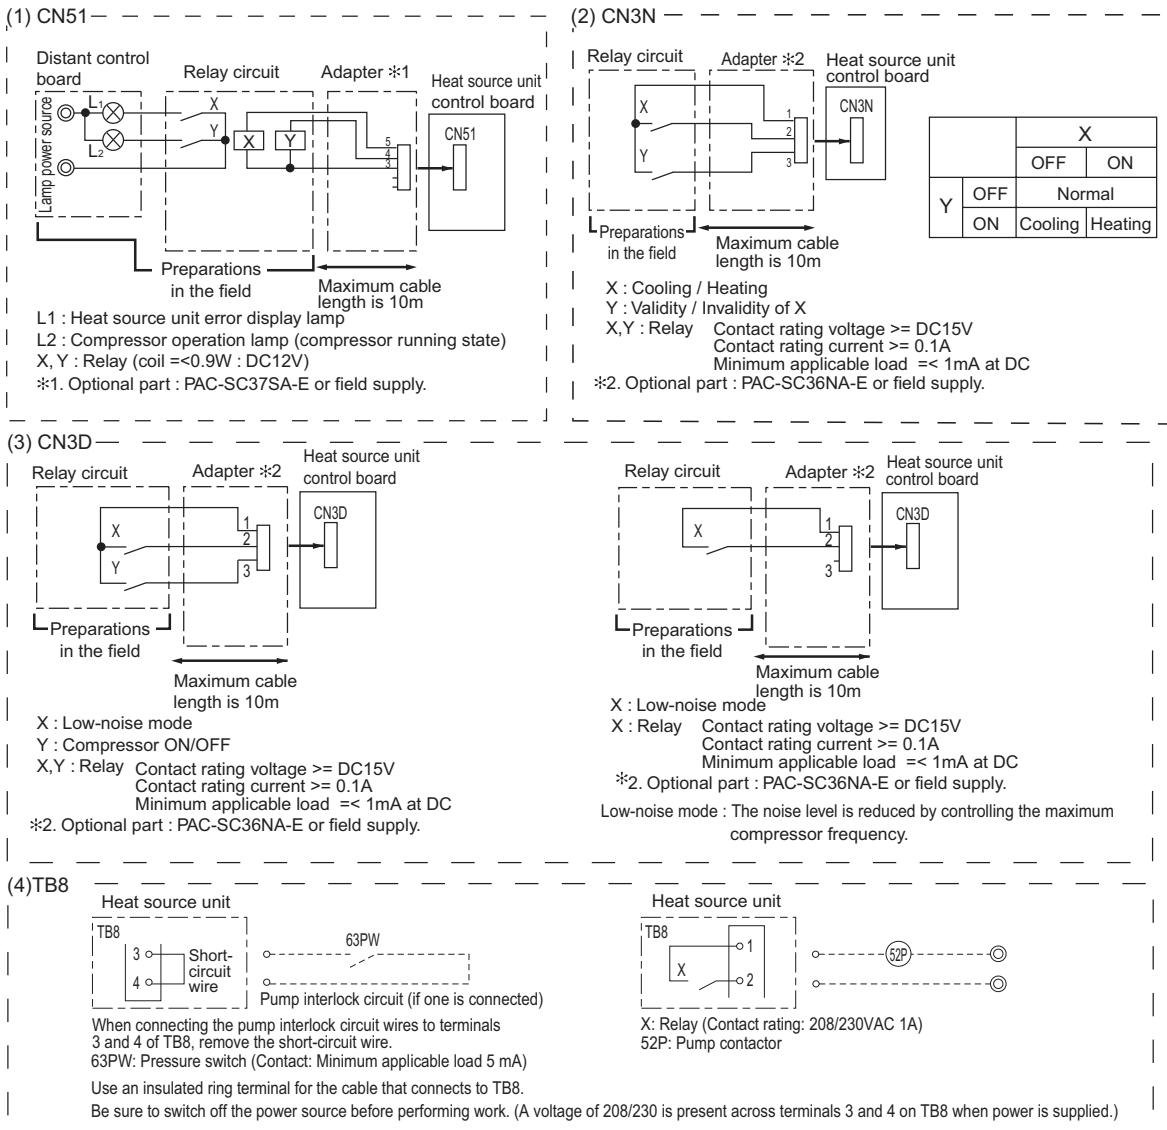 (1) CN51
Distant control
board
Relay circuit
Adapter ✻1
Heat source unit
control board
Lamp power source
L1
L2
X
Y
X
Y
5
4
3
CN51
Preparations
in the field
Maximum cable
length is 10m
L1 : Heat source unit error display lamp
L2 : Compressor operation lamp (compressor running state)
X, Y : Relay (coil =<0.9W : DC12V)
✻1. Optional part : PAC-SC37SA-E or field supply.
(2) CN3N
Relay circuit
Adapter ✻2
Heat source unit
control board
X
Y
1
2
3
CN3N
Preparations
in the field
Maximum cable
length is 10m
X
OFF ON
Y OFF Normal
ON Cooling Heating
X : Cooling / Heating
Y : Validity / Invalidity of X
X,Y : Relay Contact rating voltage >= DC15V
Contact rating current >= 0.1A
Minimum applicable load =< 1mA at DC
✻2. Optional part : PAC-SC36NA-E or field supply.
(3) CN3D
Relay circuit
Adapter ✻2
Heat source unit
control board
X
Y
1
2
3
CN3D
Preparations
in the field
Maximum cable
length is 10m
X : Low-noise mode
Y : Compressor ON/OFF
X,Y : Relay Contact rating voltage >= DC15V
Contact rating current >= 0.1A
Minimum applicable load =< 1mA at DC
✻2. Optional part : PAC-SC36NA-E or field supply.
Relay circuit
Adapter ✻2
Heat source unit
control board
X
1
2
3
CN3D
Preparations
in the field
Maximum cable
length is 10m
X : Low-noise mode
X : Relay Contact rating voltage >= DC15V
Contact rating current >= 0.1A
Minimum applicable load =< 1mA at DC
✻2. Optional part : PAC-SC36NA-E or field supply.
Low-noise mode : The noise level is reduced by controlling the maximum
compressor frequency.
(4)TB8
Heat source unit
TB8
3
4
Short-
circuit
wire
63PW
Pump interlock circuit (if one is connected)
When connecting the pump interlock circuit wires to terminals
3 and 4 of TB8, remove the short-circuit wire.
63PW: Pressure switch (Contact: Minimum applicable load 5 mA)
Heat source unit
TB8
X
1
2
52P
X: Relay (Contact rating: 208/230VAC 1A)
52P: Pump contactor
Use an insulated ring terminal for the cable that connects to TB8.
Be sure to switch off the power source before performing work. (A voltage of 208/230 is present across terminals 3 and 4 on TB8 when power is supplied.)